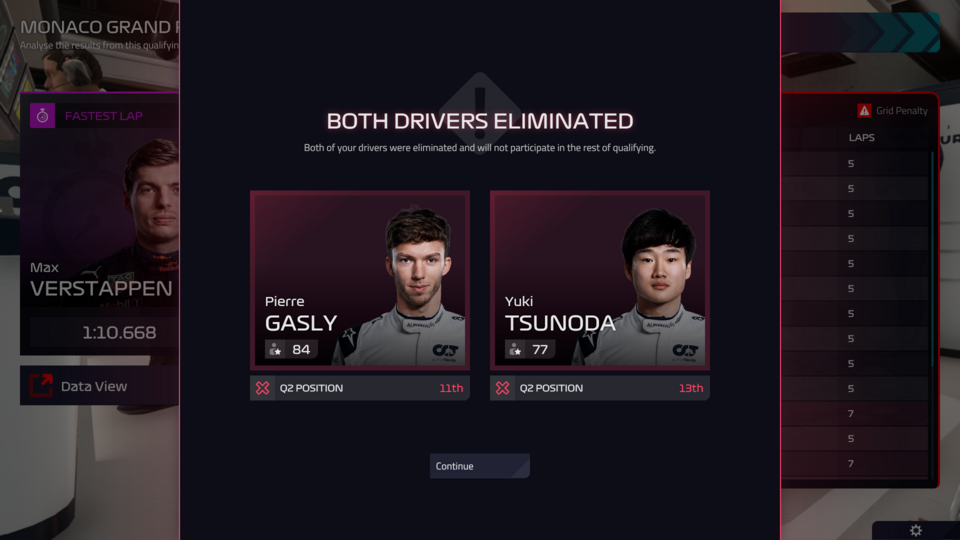 MONACO GRAND
Analyse the results from this qualifyin
FASTEST LAP
Max
VERSTAPPEN
1:10.668
Data View
BOTH DRIVERS ELIMINATED
Both of your drivers were eliminated and will not participate in the rest of qualifying.
Pierre
GASLY
84
Q2 POSITION
11th
Yuki
TSUNODA
77
Q2 POSITION
13th
Continue
Grid Penalty
LAPS
5
5
5
5
5
5
5
5
5
5
7
5
7